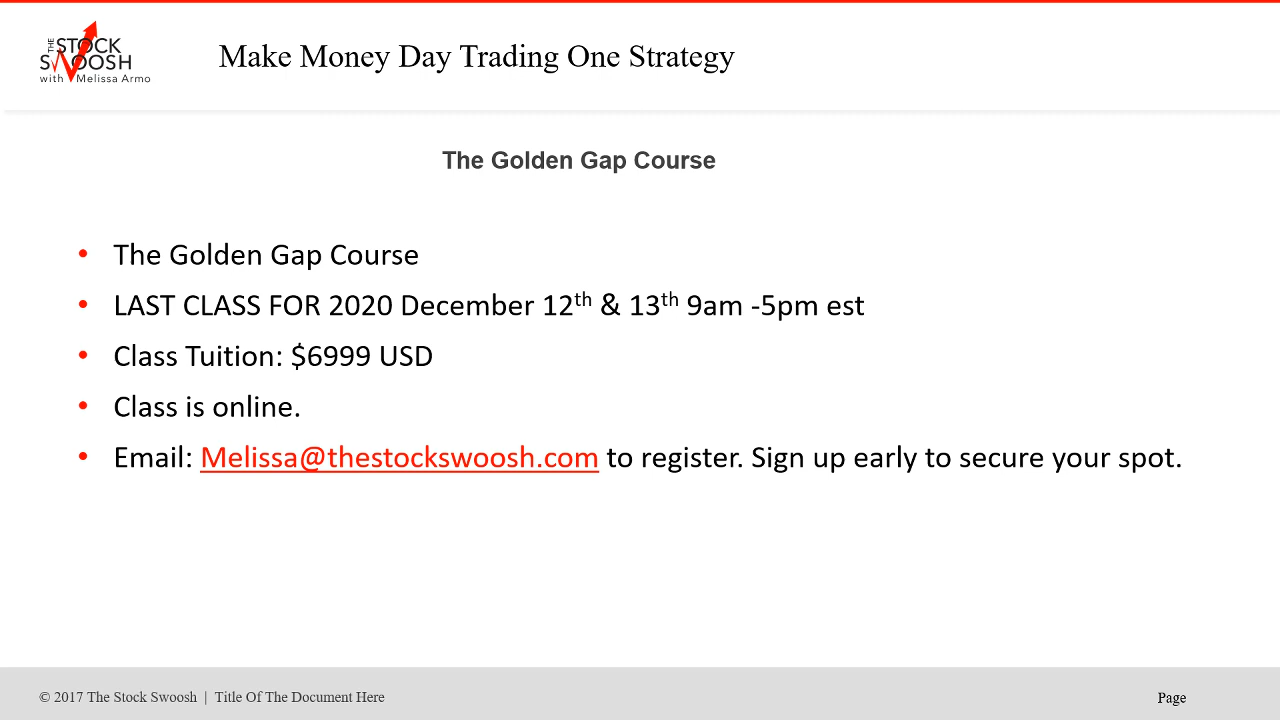 THE STOCK
SWOOSH
with Melissa Armo
Make Money Day Trading One Strategy
The Golden Gap Course
• The Golden Gap Course
• LAST CLASS FOR 2020 December 12th & 13th 9am -5pm est
• Class Tuition: $6999 USD
• Class is online.
• Email: Melissa@thestockswoosh.com to register. Sign up early to secure your spot.
© 2017 The Stock Swoosh | Title Of The Document Here
Page